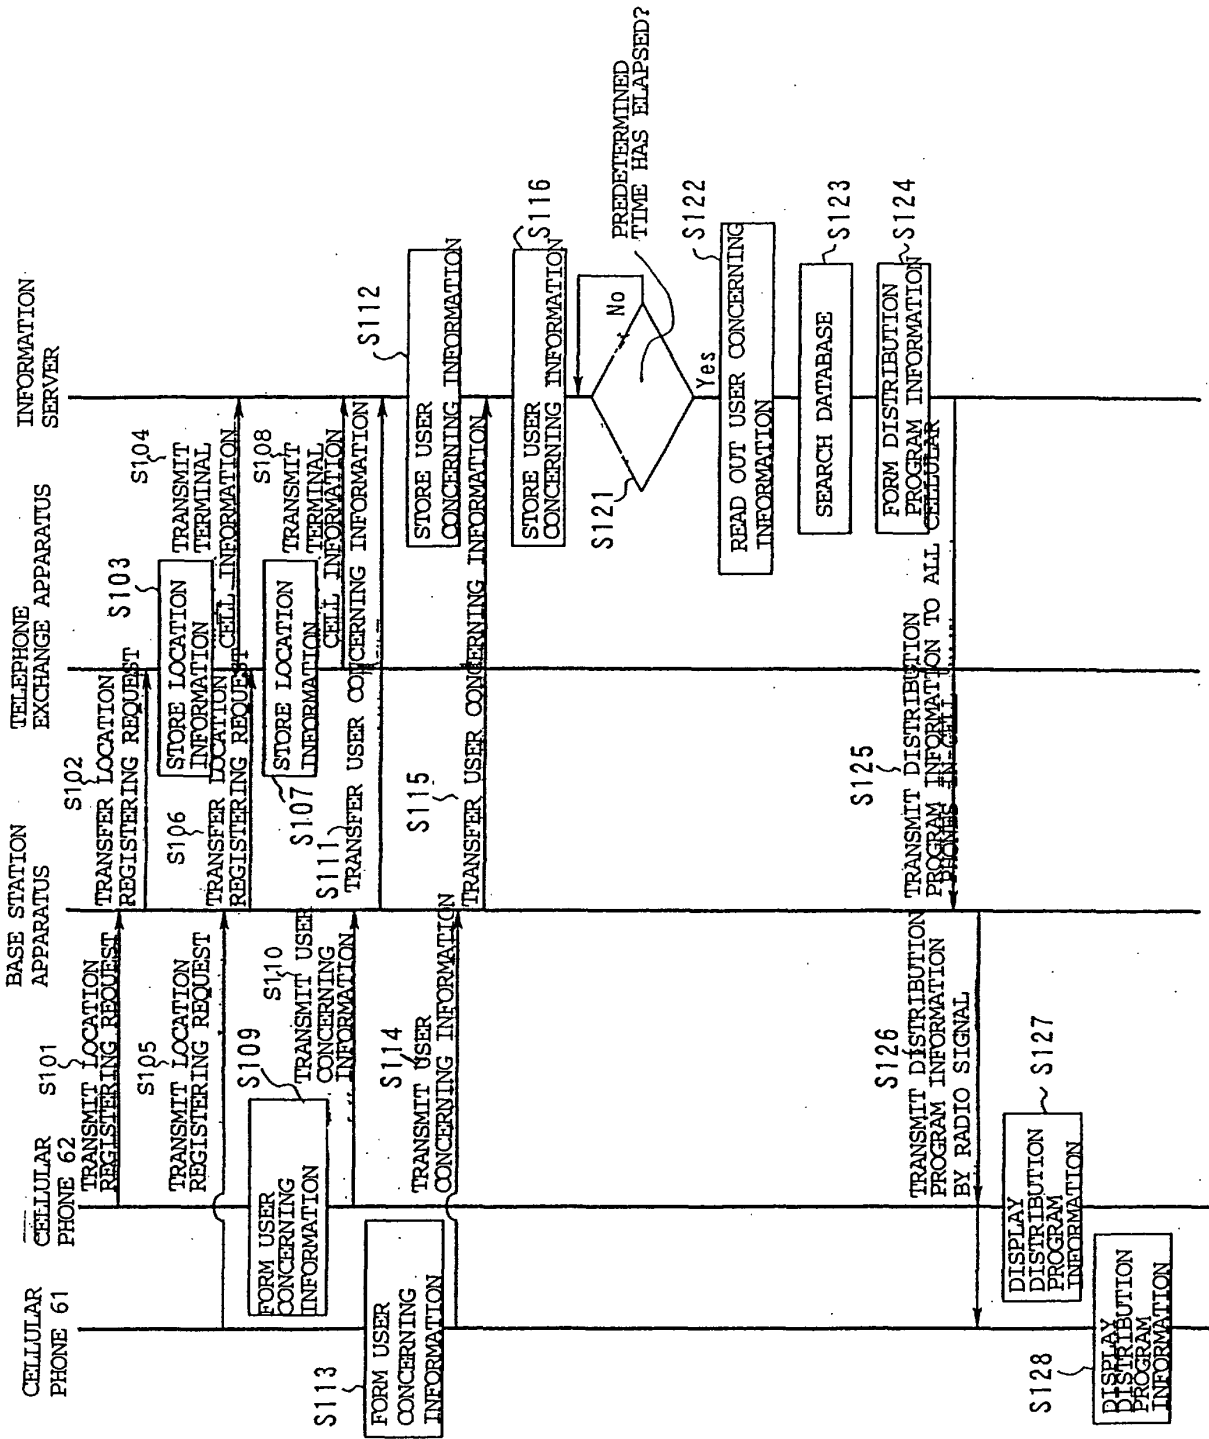 CELLULAR
PHONE 61
CELLULAR
PHONE 62
BASE STATION
APPARATUS
TELEPHONE
EXCHANGE APPARATUS
INFORMATION
SERVER
S101
TRANSMIT LOCATION
REGISTERING REQUEST
S102
TRANSFER LOCATION
REGISTERING REQUEST
S103
STORE LOCATION
INFORMATION
S104
TRANSMIT
TERMINAL
CELL INFORMATION
S105
TRANSMIT LOCATION
REGISTERING REQUEST
S106
TRANSFER LOCATION
REGISTERING REQUEST
S107
STORE LOCATION
INFORMATION
S108
TRANSMIT
TERMINAL
CELL INFORMATION
S109
FORM USER
CONCERNING
INFORMATION
S110
TRANSMIT USER
CONCERNING
INFORMATION
S111
TRANSFER USER CONCERNING INFORMATION
S112
STORE USER
CONCERNING INFORMATION
S113
FORM USER
CONCERNING
INFORMATION
S114
TRANSMIT USER
CONCERNING INFORMATION
S115
TRANSFER USER CONCERNING INFORMATION
S116
STORE USER
CONCERNING INFORMATION
PREDETERMINED
TIME HAS ELAPSED?
No
S121
Yes
S122
READ OUT USER CONCERNING
INFORMATION
S123
SEARCH DATABASE
S124
FORM DISTRIBUTION
PROGRAM INFORMATION
S125
TRANSMIT DISTRIBUTION
PROGRAM INFORMATION TO ALL CELLULAR
PHONES IN CELL
S126
TRANSMIT DISTRIBUTION
PROGRAM INFORMATION
BY RADIO SIGNAL
S127
DISPLAY
DISTRIBUTION
PROGRAM
INFORMATION
S128
DISPLAY
DISTRIBUTION
PROGRAM
INFORMATION